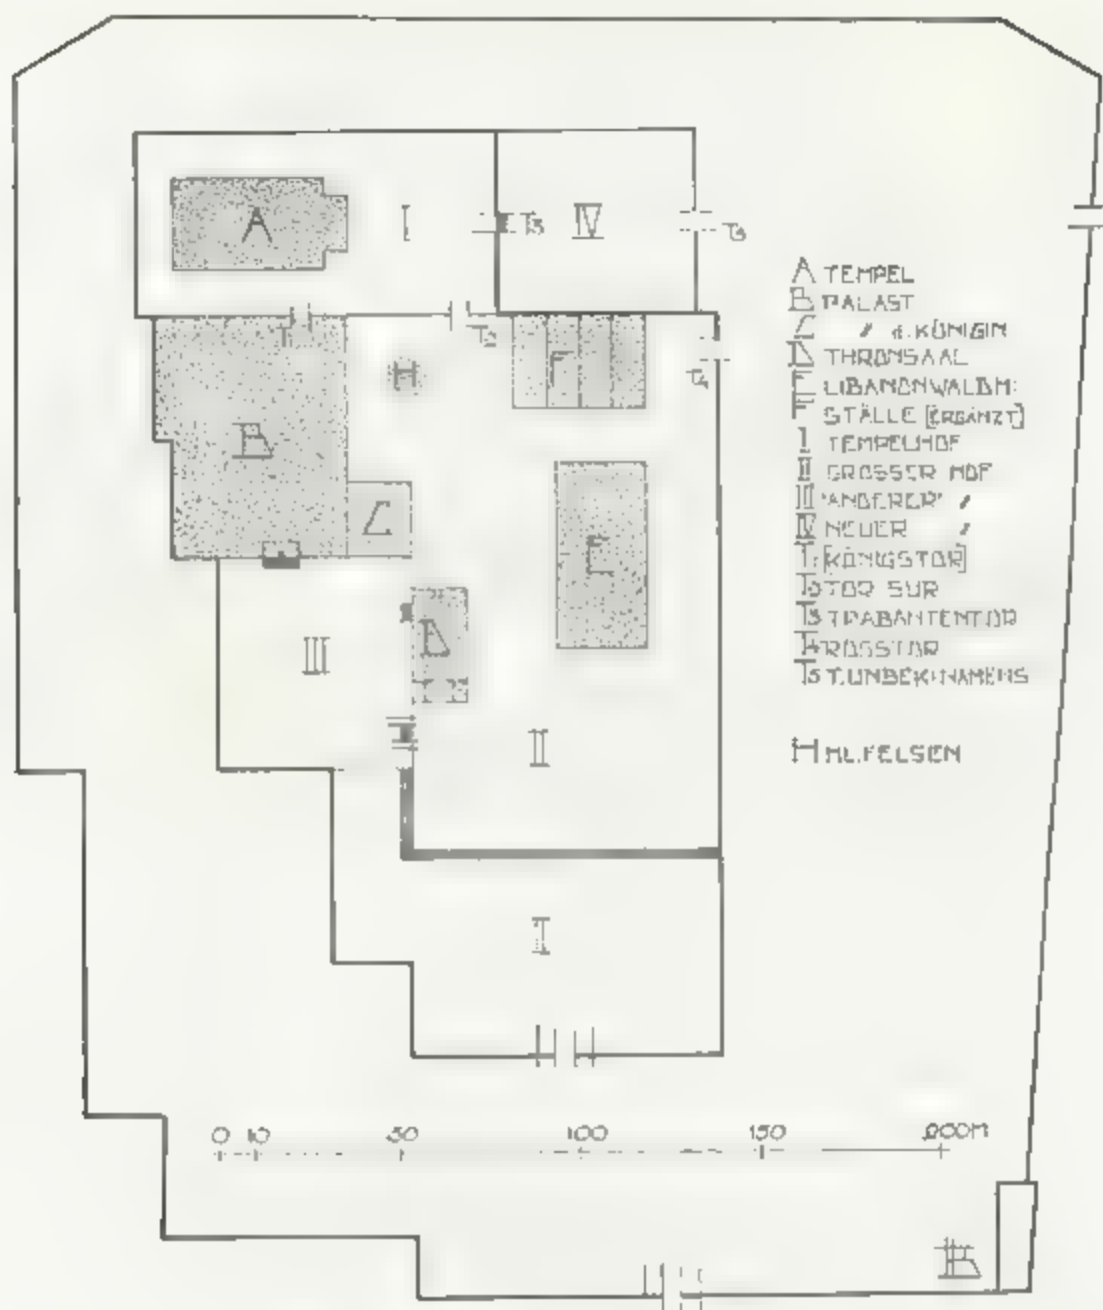 A I T5 IV T3
A TEMPEL
B PALAST
C 〃 d. KÖNIGIN
D THRONSAAL
E LIBANONWALDH:
F STÄLLE [ERGÄNZT]
I TEMPELHOF
II GROSSER HOF
III 'ANDERER' 〃
IV NEUER 〃
T1 [KÖNIGSTOR]
T2 TOR SUR
T3 TRABANTENTOR
T4 ROSSTOR
T5 T. UNBEK: NAMENS
H HL. FELSEN
T1 T2
H F T4
B
C E
III D
II
I
0 10 50 100 150 200M